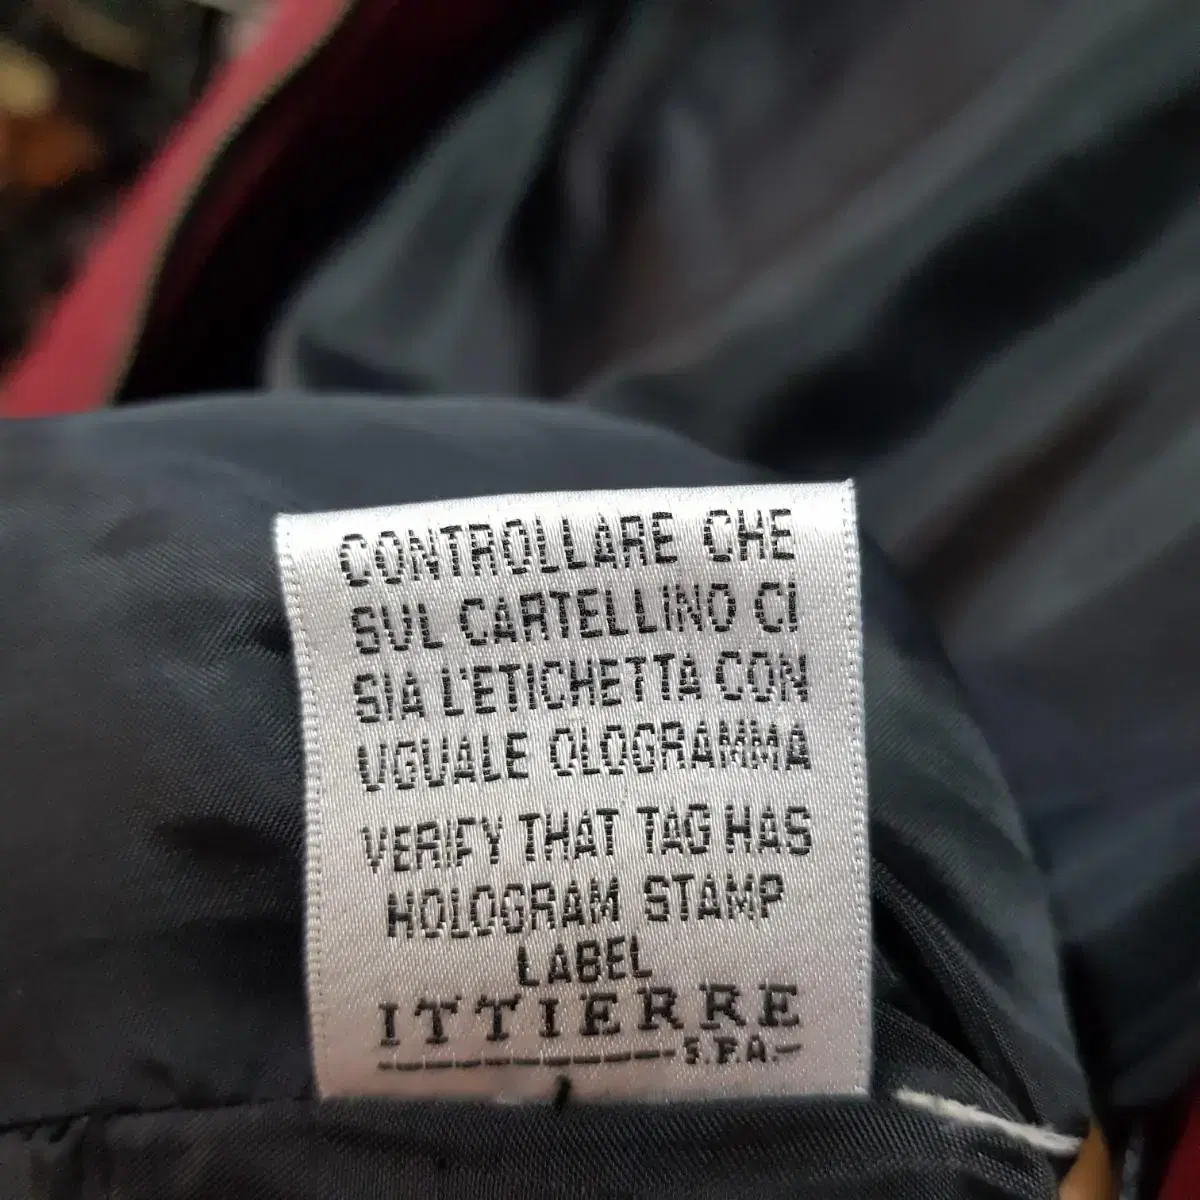 CONTROLLARE CHE
SUL CARTELLINO CI
SIA L'ETICHETTA CON
UGUALE OLOGRAMMA
VERIFY THAT TAG HAS
HOLOGRAM STAMP
LABEL
ITTIERRE
S.P.A.